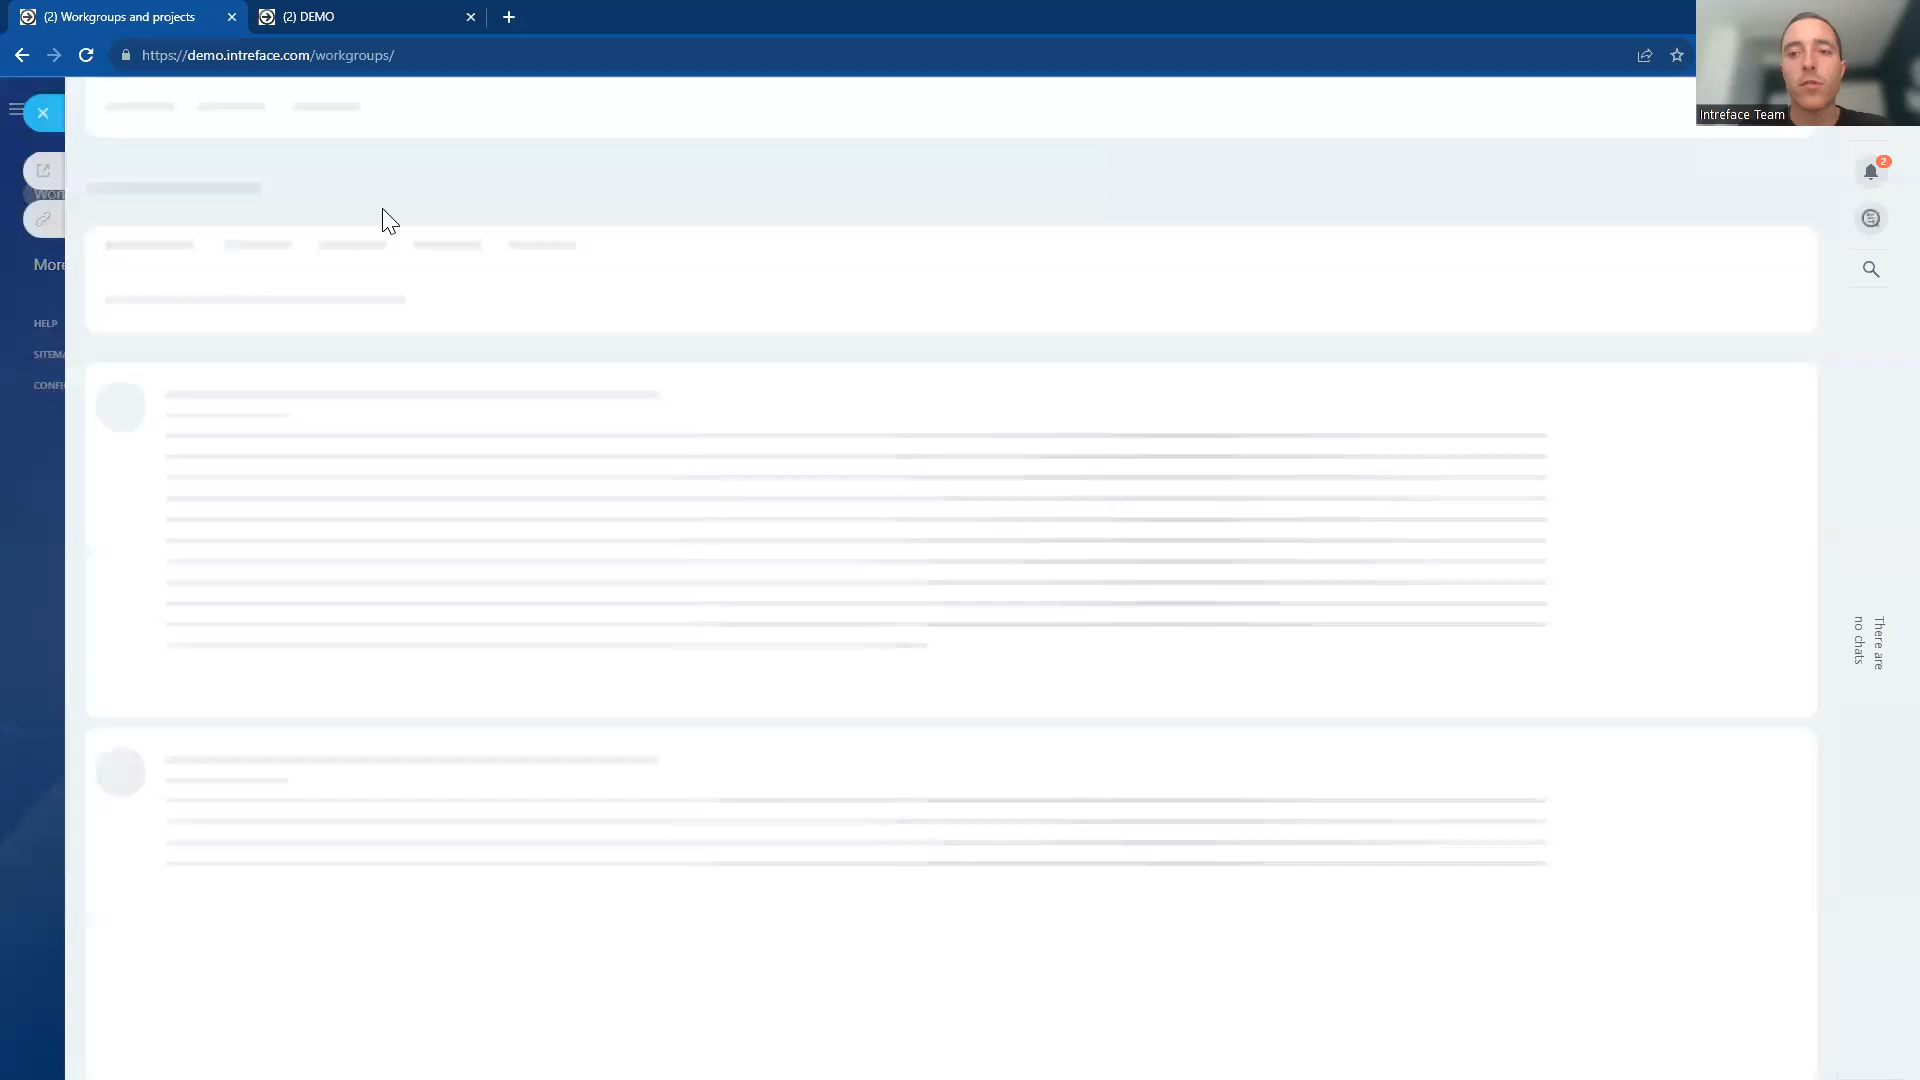 (2) Workgroups and projects
(2) DEMO
https://demo.intreface.com/workgroups/
Intreface Team
2
More
HELP
There are
no chats